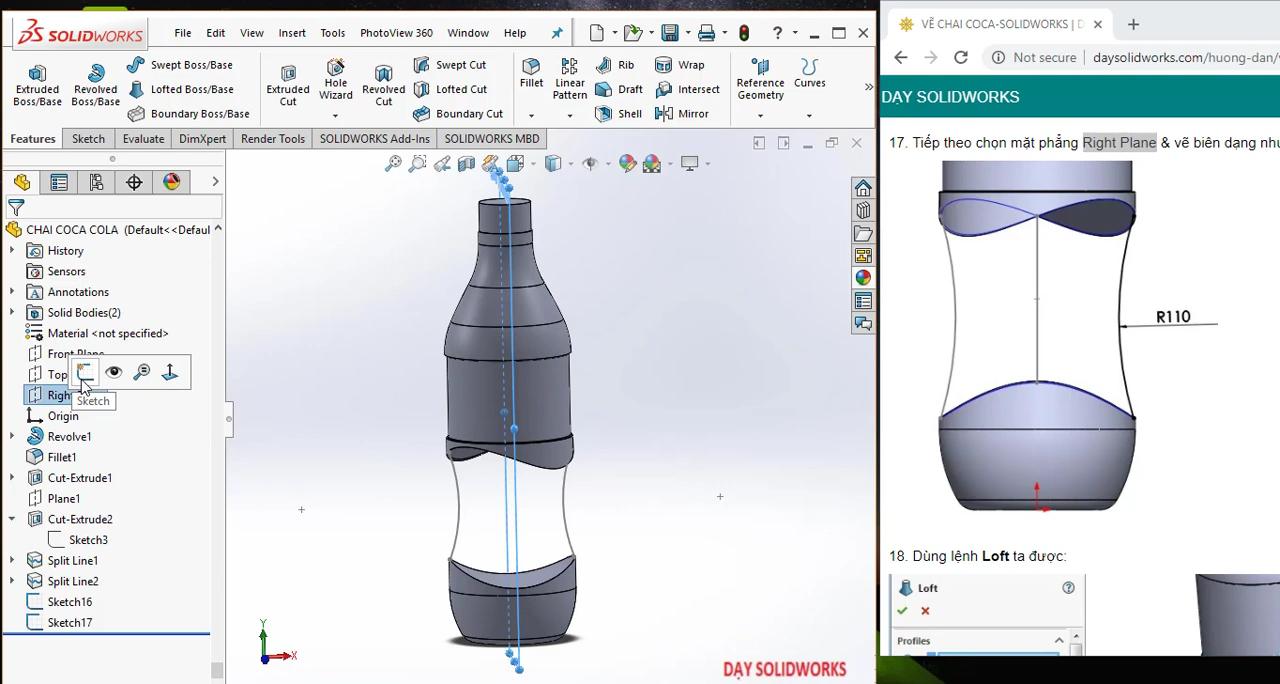 SOLIDWORKS
File Edit View Insert Tools PhotoView 360 Window Help
Extruded Boss/Base
Revolved Boss/Base
Swept Boss/Base
Lofted Boss/Base
Boundary Boss/Base
Extruded Cut
Hole Wizard
Revolved Cut
Swept Cut
Lofted Cut
Boundary Cut
Fillet
Linear Pattern
Rib
Draft
Shell
Wrap
Intersect
Mirror
Reference Geometry
Curves
Features Sketch Evaluate DimXpert Render Tools SOLIDWORKS Add-Ins SOLIDWORKS MBD
CHAI COCA COLA (Default<<Defaul
History
Sensors
Annotations
Solid Bodies(2)
Material <not specified>
Front Plane
Top
Righ
Sketch
Origin
Revolve1
Fillet1
Cut-Extrude1
Plane1
Cut-Extrude2
Sketch3
Split Line1
Split Line2
Sketch16
Sketch17
Y
X
DẠY SOLIDWORKS
VẼ CHAI COCA-SOLIDWORKS | D
Not secure daysolidworks.com/huong-dan/
DẠY SOLIDWORKS
17. Tiếp theo chọn mặt phẳng Right Plane & vẽ biên dạng như
R110
18. Dùng lệnh Loft ta được:
Loft
Profiles